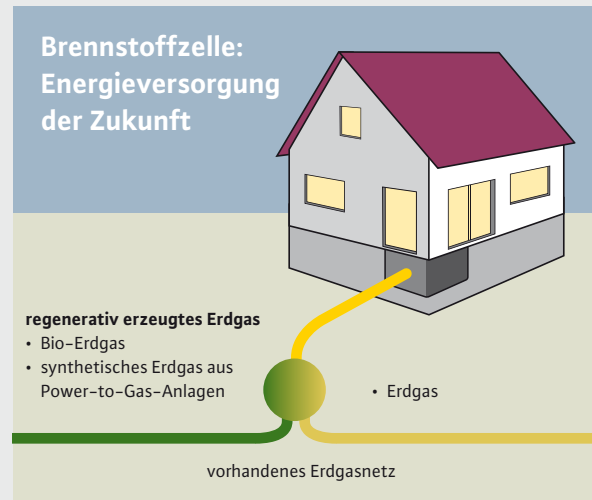 Brennstoffzelle:
Energieversorgung
der Zukunft
regenerativ erzeugtes Erdgas
• Bio-Erdgas
• synthetisches Erdgas aus
Power-to-Gas-Anlagen
• Erdgas
vorhandenes Erdgasnetz